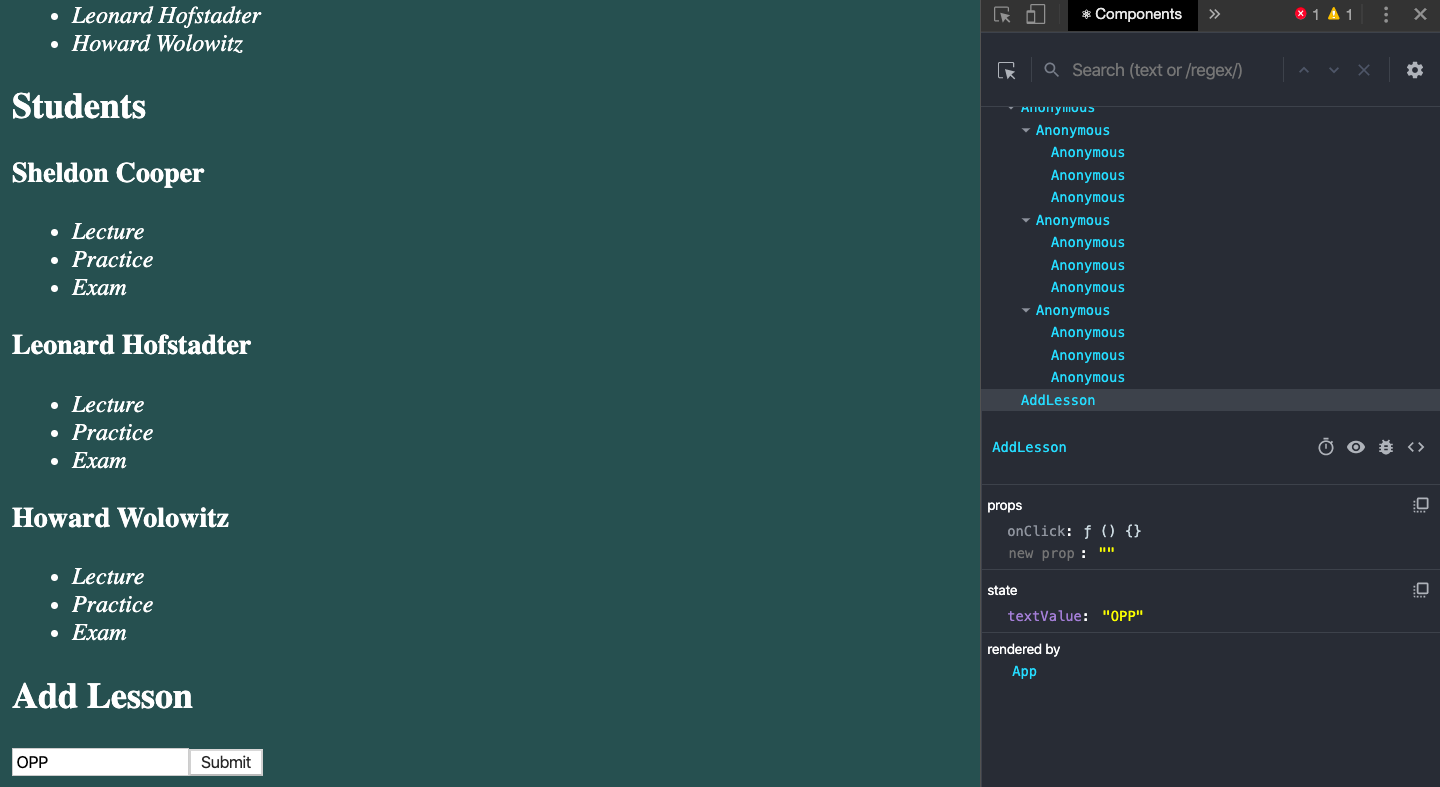 Leonard Hofstadter
Howard Wolowitz
Students
Sheldon Cooper
Lecture
Practice
Exam
Leonard Hofstadter
Lecture
Practice
Exam
Howard Wolowitz
Lecture
Practice
Exam
Add Lesson
OPP Submit
⚛ Components » 1 1
Search (text or /regex/)
Anonymous
Anonymous
Anonymous
Anonymous
Anonymous
Anonymous
Anonymous
Anonymous
Anonymous
Anonymous
Anonymous
Anonymous
Anonymous
AddLesson
AddLesson
props
onClick: ƒ () {}
new prop : ""
state
textValue: "OPP"
rendered by
App